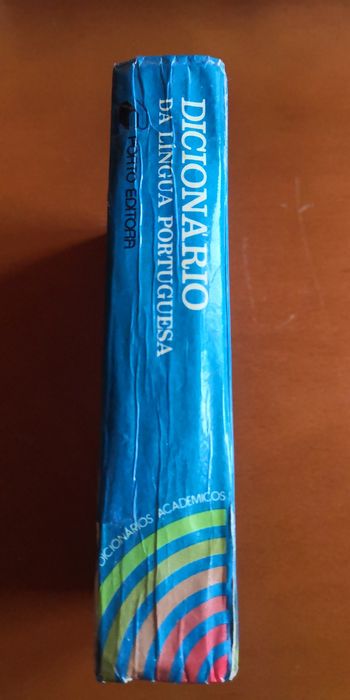 DICIONÁRIO
DA LÍNGUA PORTUGUESA
PORTO EDITORA
DICIONÁRIOS ACADÉMICOS